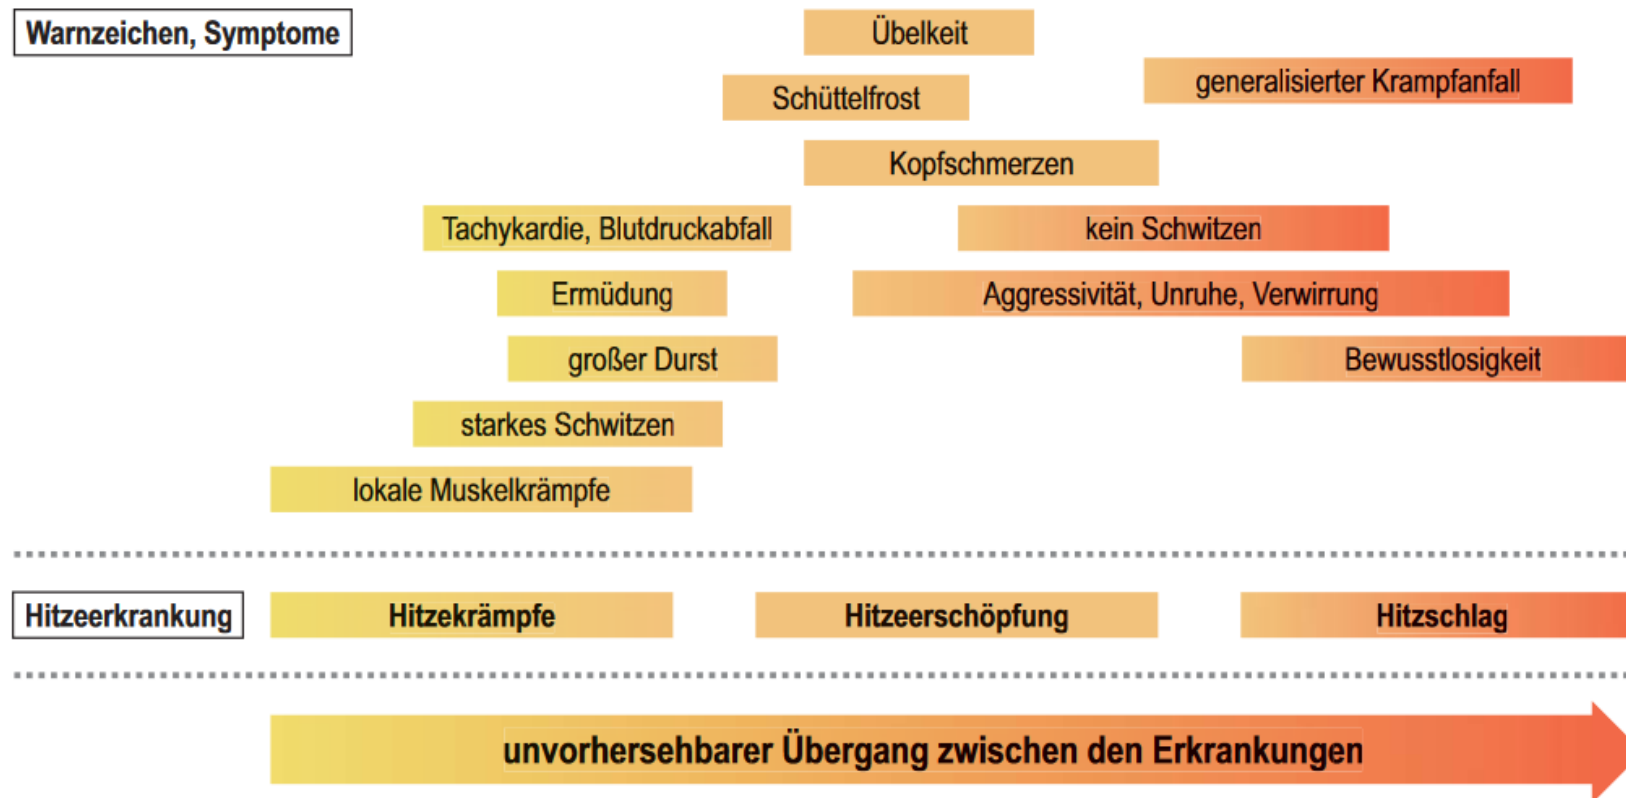 Warnzeichen, Symptome
Übelkeit
generalisierter Krampfanfall
Schüttelfrost
Kopfschmerzen
Tachykardie, Blutdruckabfall
kein Schwitzen
Ermüdung
Aggressivität, Unruhe, Verwirrung
großer Durst
Bewusstlosigkeit
starkes Schwitzen
lokale Muskelkrämpfe
Hitzeerkrankung
Hitzekrämpfe
Hitzeerschöpfung
Hitzschlag
unvorhersehbarer Übergang zwischen den Erkrankungen